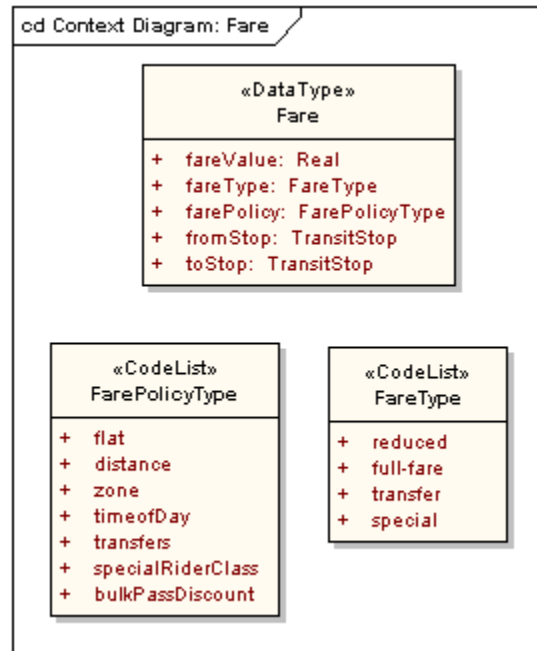 cd Context Diagram: Fare
«DataType»
Fare
+ fareValue: Real
+ fareType: FareType
+ farePolicy: FarePolicyType
+ fromStop: TransitStop
+ toStop: TransitStop
«CodeList»
FarePolicyType
+ flat
+ distance
+ zone
+ timeofDay
+ transfers
+ specialRiderClass
+ bulkPassDiscount
«CodeList»
FareType
+ reduced
+ full-fare
+ transfer
+ special